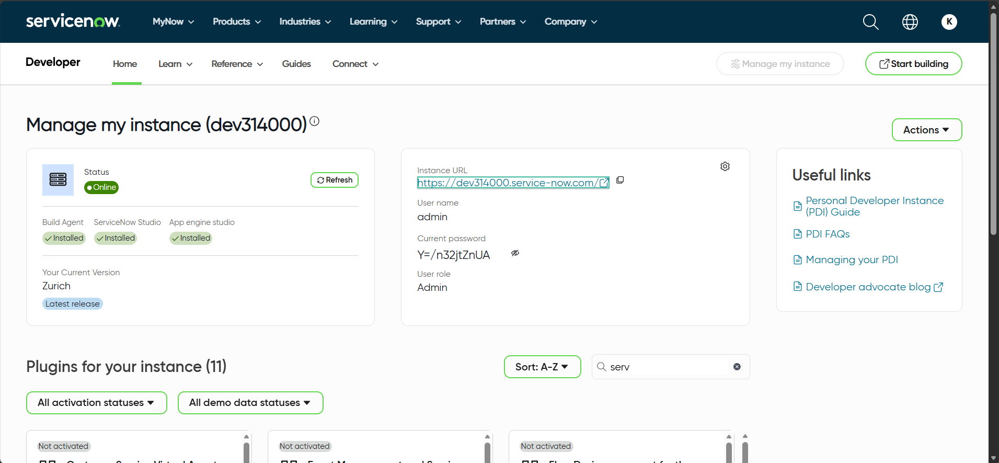 servicenow
MyNow Products Industries Learning Support Partners Company K
Developer Home Learn Reference Guides Connect Manage my instance Start building
Manage my instance (dev314000)
Actions
Status
Online
Refresh
Build Agent ServiceNow Studio App engine studio
Installed Installed Installed
Your Current Version
Zurich
Latest release
Instance URL
https://dev314000.service-now.com/
User name
admin
Current password
Y=/n32jtZnUA
User role
Admin
Useful links
Personal Developer Instance
(PDI) Guide
PDI FAQs
Managing your PDI
Developer advocate blog
Plugins for your instance (11)
Sort: A-Z
serv
All activation statuses All demo data statuses
Not activated Not activated Not activated